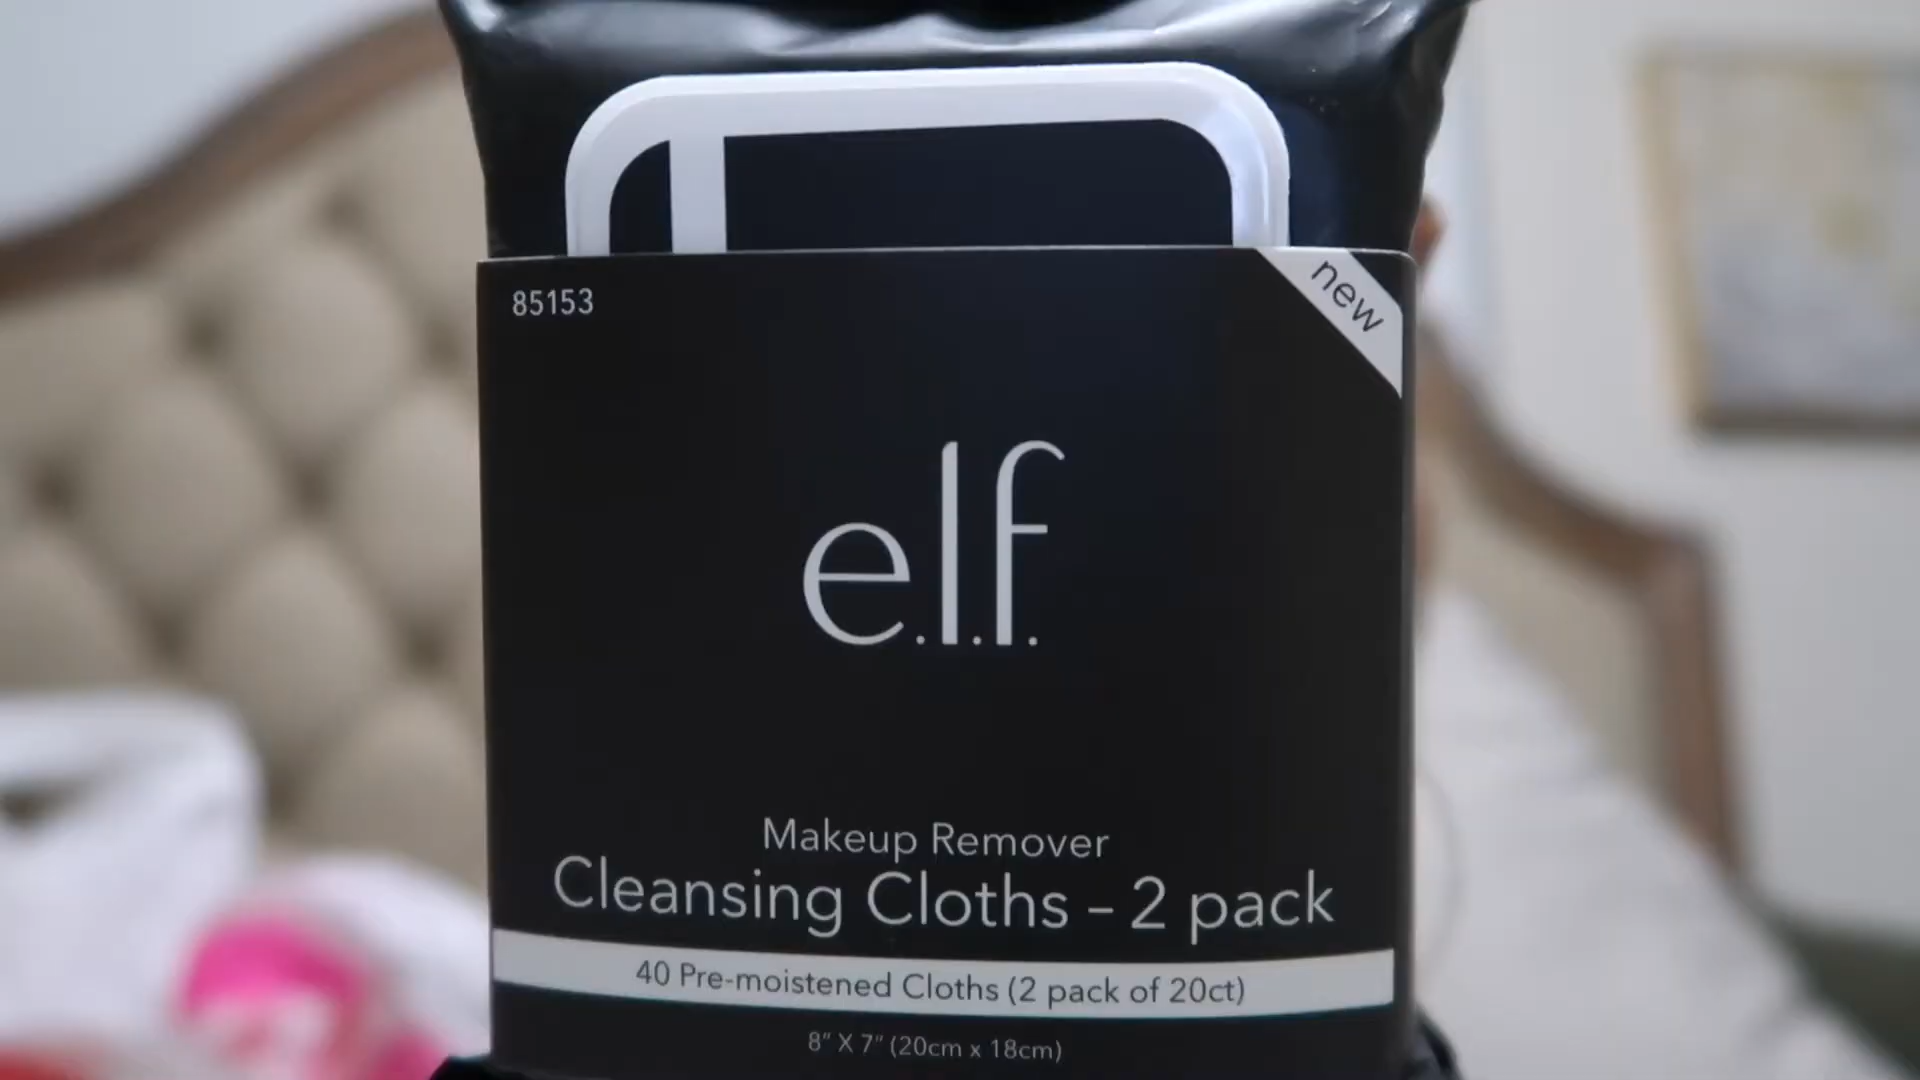 85153
new
e.l.f.
Makeup Remover
Cleansing Cloths – 2 pack
40 Pre-moistened Cloths (2 pack of 20ct)
8" X 7" (20cm x 18cm)